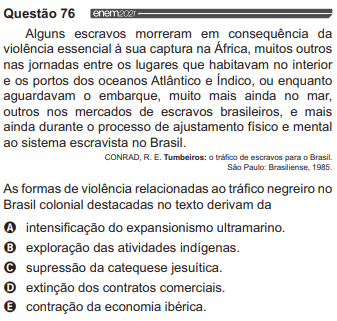 Questão 76 enem2021
Alguns escravos morreram em consequência da
violência essencial à sua captura na África, muitos outros
nas jornadas entre os lugares que habitavam no interior
e os portos dos oceanos Atlântico e Índico, ou enquanto
aguardavam o embarque, muito mais ainda no mar,
outros nos mercados de escravos brasileiros, e mais
ainda durante o processo de ajustamento físico e mental
ao sistema escravista no Brasil.
CONRAD, R. E. Tumbeiros: o tráfico de escravos para o Brasil.
São Paulo: Brasiliense, 1985.
As formas de violência relacionadas ao tráfico negreiro no
Brasil colonial destacadas no texto derivam da
A intensificação do expansionismo ultramarino.
B exploração das atividades indígenas.
C supressão da catequese jesuítica.
D extinção dos contratos comerciais.
E contração da economia ibérica.